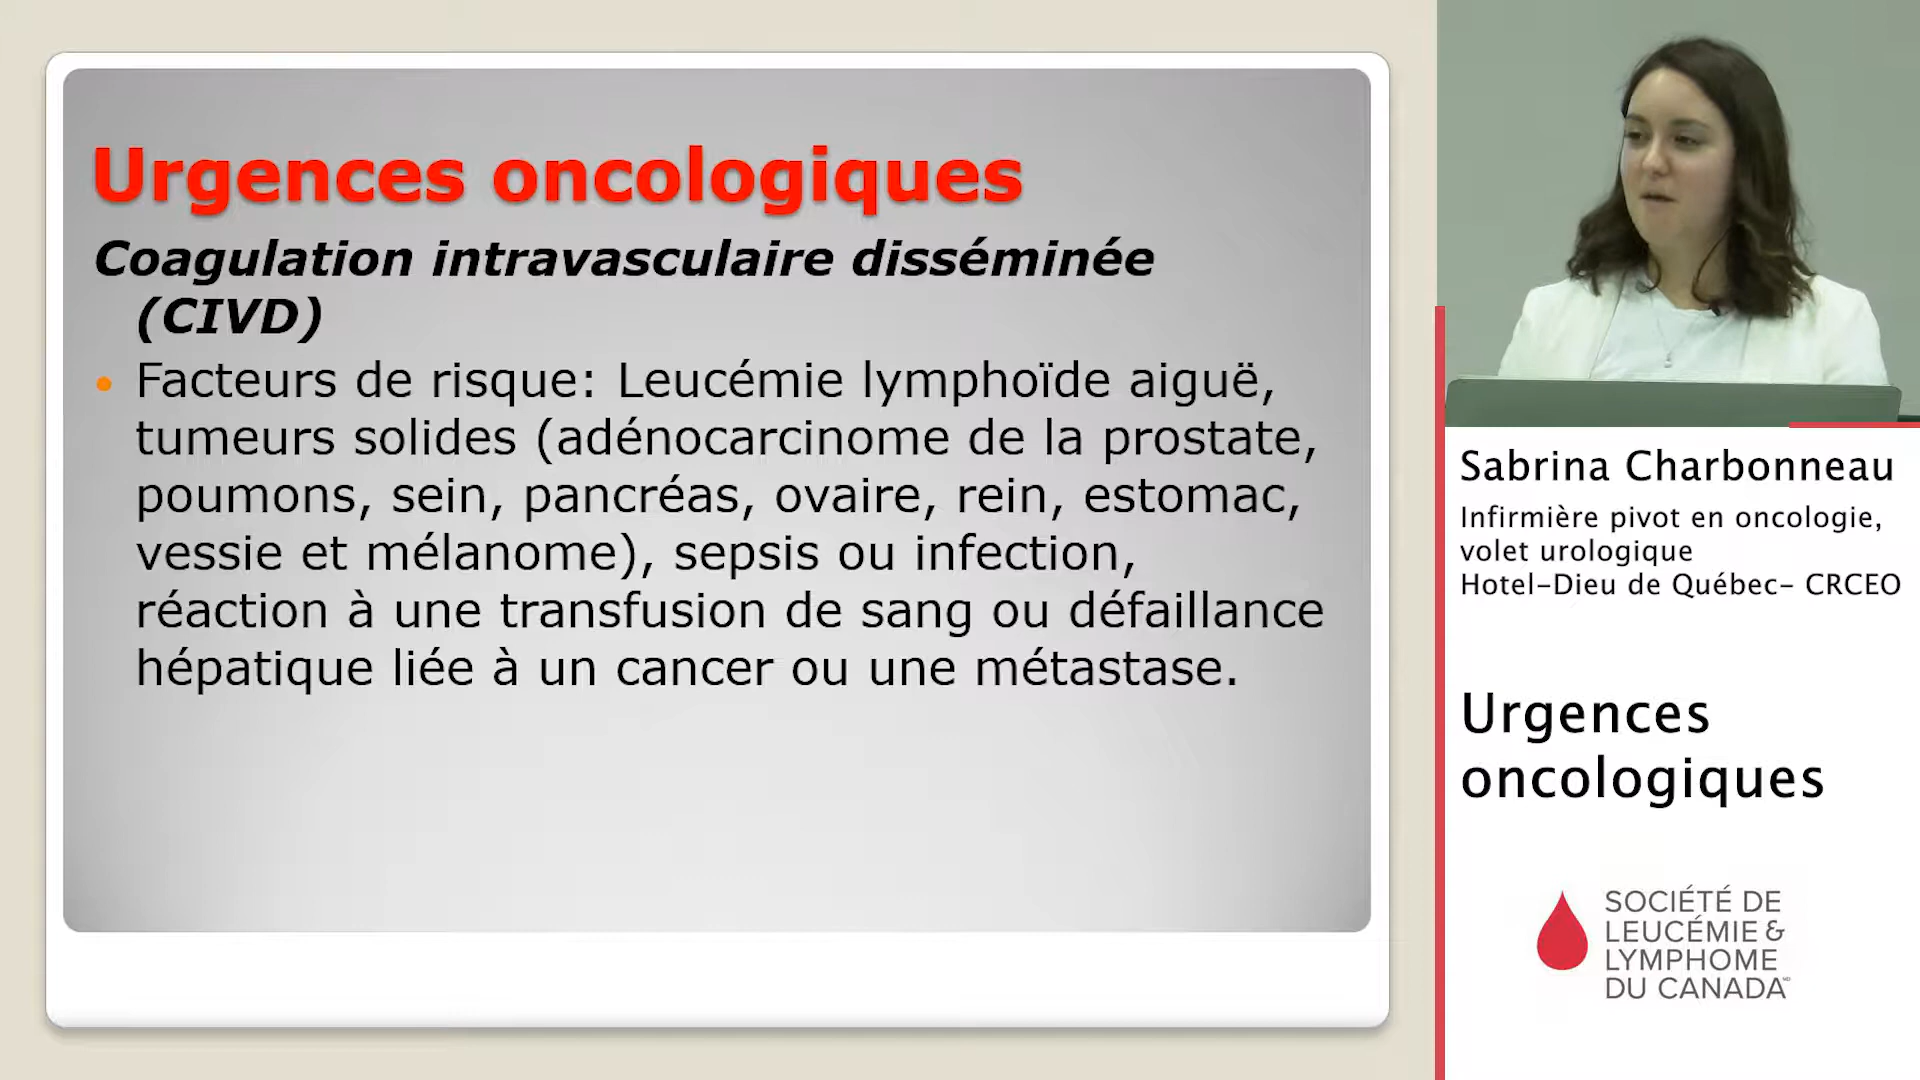 Urgences oncologiques
Coagulation intravasculaire disséminée
(CIVD)
• Facteurs de risque: Leucémie lymphoïde aiguë,
tumeurs solides (adénocarcinome de la prostate,
poumons, sein, pancréas, ovaire, rein, estomac,
vessie et mélanome), sepsis ou infection,
réaction à une transfusion de sang ou défaillance
hépatique liée à un cancer ou une métastase.
Sabrina Charbonneau
Infirmière pivot en oncologie,
volet urologique
Hotel-Dieu de Québec- CRCEO
Urgences
oncologiques
SOCIÉTÉ DE
LEUCÉMIE &
LYMPHOME
DU CANADA